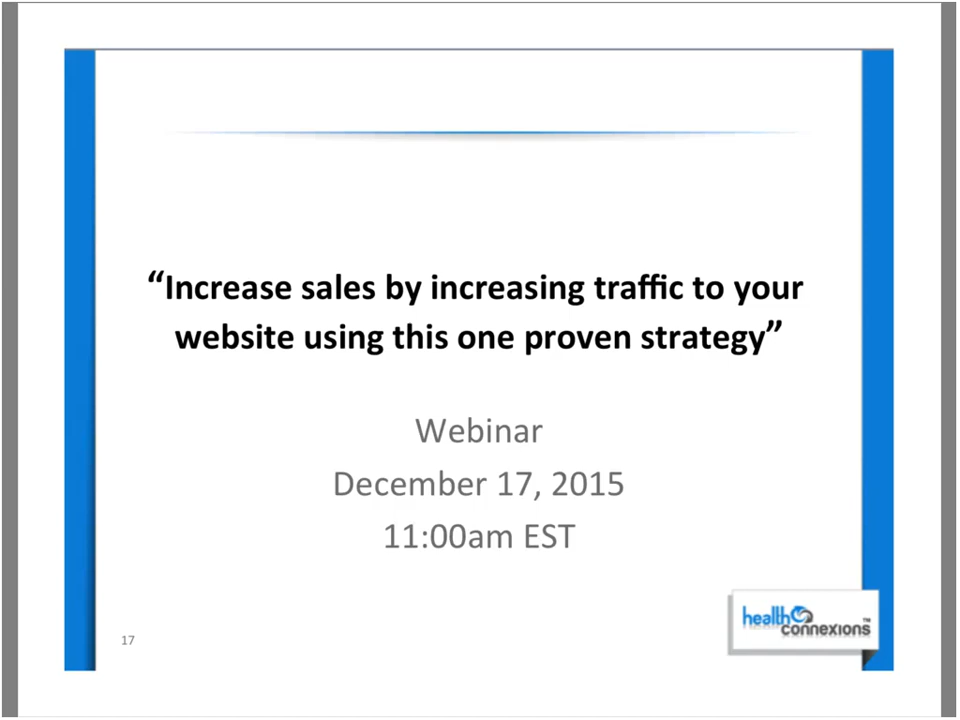 “Increase sales by increasing traffic to your
website using this one proven strategy”
Webinar
December 17, 2015
11:00am EST
17
health
connexions™